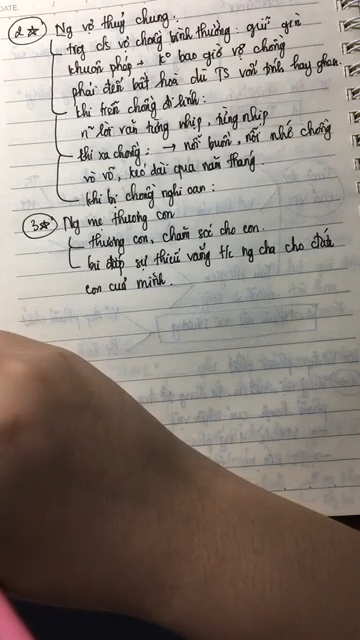 DATE.
2☆ Ng vợ thuỷ chung:
trg c/s vợ chồng bình thường: giữ gìn
khuôn phép + k° bao giờ vợ chồng
phải đến bất hoà dù TS vốn tính hay ghen.
khi tiễn chồng đi lính:
n~ lời văn từng nhịp, từng nhịp
khi xa chồng: → nỗi buồn, nỗi nhớ chồng
vò võ, kéo dài qua năm tháng.
khi bị chồng nghi oan:
3☆ Ng mẹ thương con
thương con, chăm sóc cho con.
bù đắp sự thiếu vắng ng cha cho đứa
con của mình.